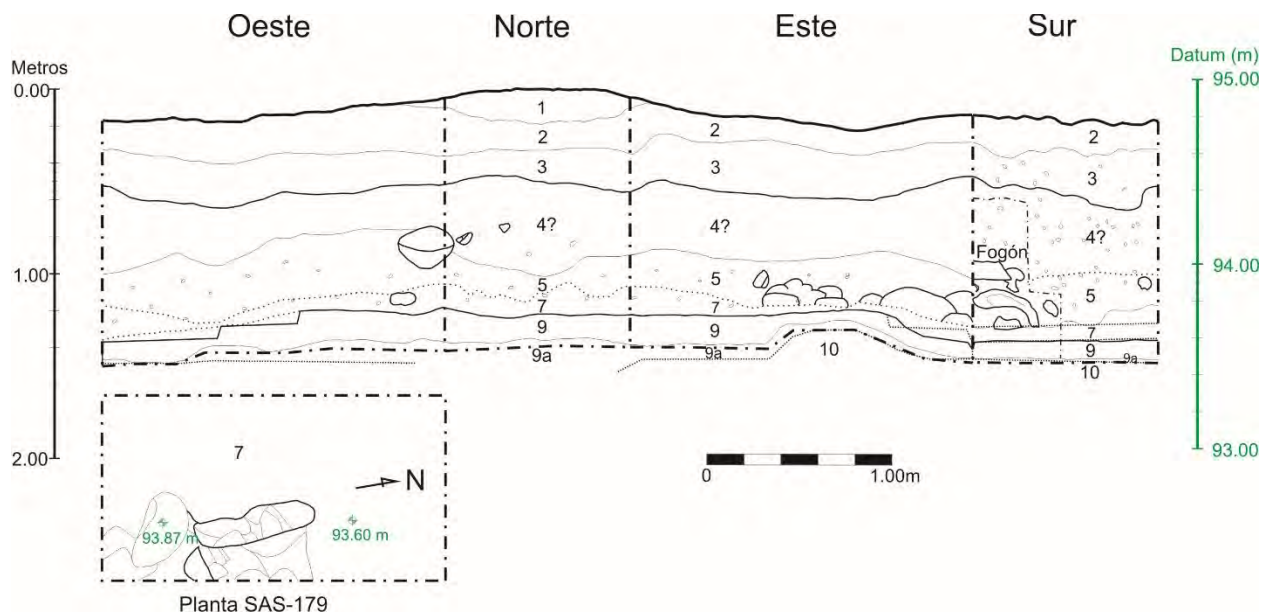 Oeste Norte Este Sur
Metros
Datum (m)
0.00
95.00
1
2
2
2
3
3
3
4?
4?
4?
Fogón
1.00
94.00
5
5
5
7
7
7
9
9
9
9a
9a
9a
10
10
7
N
2.00
93.00
0
1.00m
93.87 m
93.60 m
Planta SAS-179